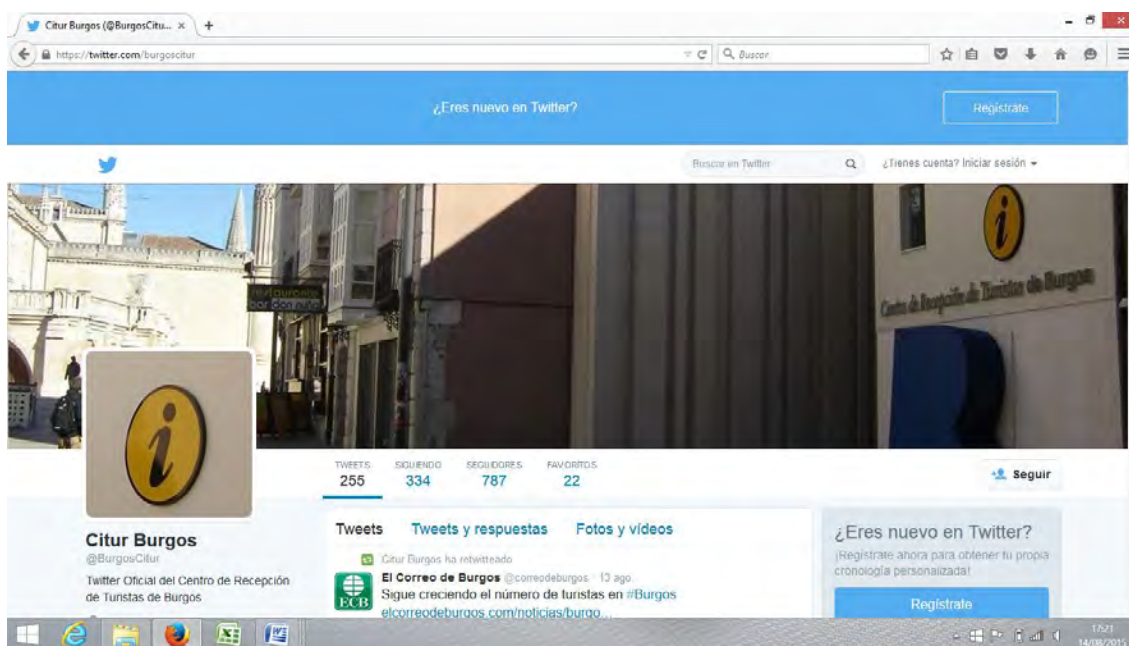 Citur Burgos (@BurgosCitu... × +
https://twitter.com/burgoscitur
Buscar
¿Eres nuevo en Twitter?
Regístrate
Buscar en Twitter
¿Tienes cuenta? Iniciar sesión
restaurante
bar don nuño
i
Centro de Recepción de Turistas de Burgos
i
TWEETS SIGUIENDO SEGUIDORES FAVORITOS
255 334 787 22
Seguir
Citur Burgos
@BurgosCitur
Twitter Oficial del Centro de Recepción
de Turistas de Burgos
Tweets Tweets y respuestas Fotos y vídeos
Citur Burgos ha retwitteado
El Correo de Burgos @correodeburgos · 13 ago.
ECB
Sigue creciendo el número de turistas en #Burgos
elcorreodeburgos.com/noticias/burgo...
¿Eres nuevo en Twitter?
¡Regístrate ahora para obtener tu propia
cronología personalizada!
Regístrate
17:21
14/08/2015